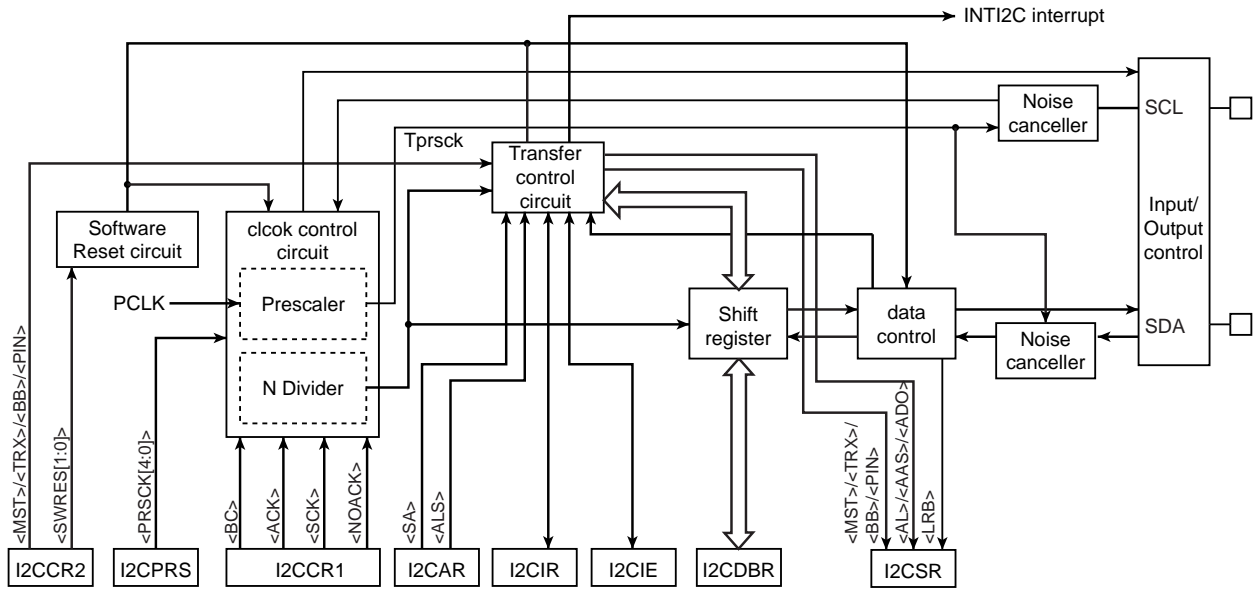 INTI2C interrupt
Noise
canceller
SCL
Tprsck
Transfer
control
circuit
Software
Reset circuit
clcok control
circuit
Input/
Output
control
PCLK
Prescaler
Shift
register
data
control
SDA
Noise
canceller
N Divider
<MST>/<TRX>/<BB>/<PIN>
<SWRES[1:0]>
<PRSCK[4:0]>
<BC>
<ACK>
<SCK>
<NOACK>
<SA>
<ALS>
<MST>/<TRX>/
<BB>/<PIN>
<AL>/<AAS>/<ADO>
<LRB>
I2CCR2
I2CPRS
I2CCR1
I2CAR
I2CIR
I2CIE
I2CDBR
I2CSR